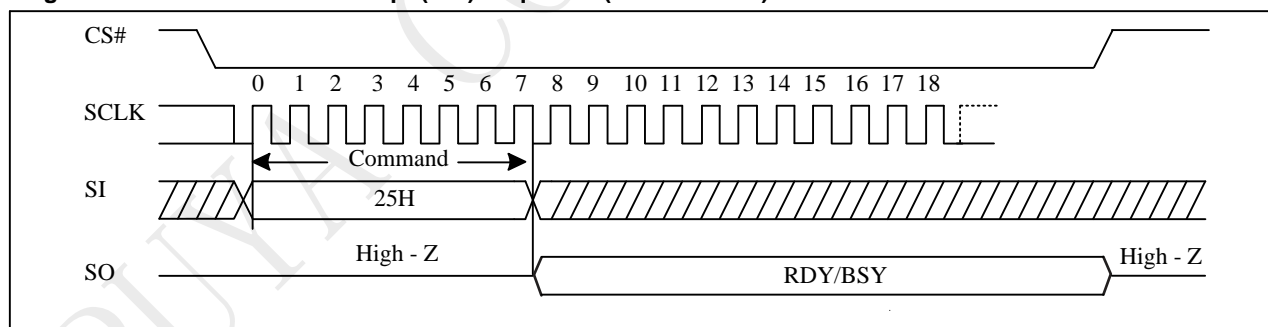 CS#
0 1 2 3 4 5 6 7 8 9 10 11 12 13 14 15 16 17 18
SCLK
Command
SI
25H
High - Z
High - Z
SO
RDY/BSY
PUYA